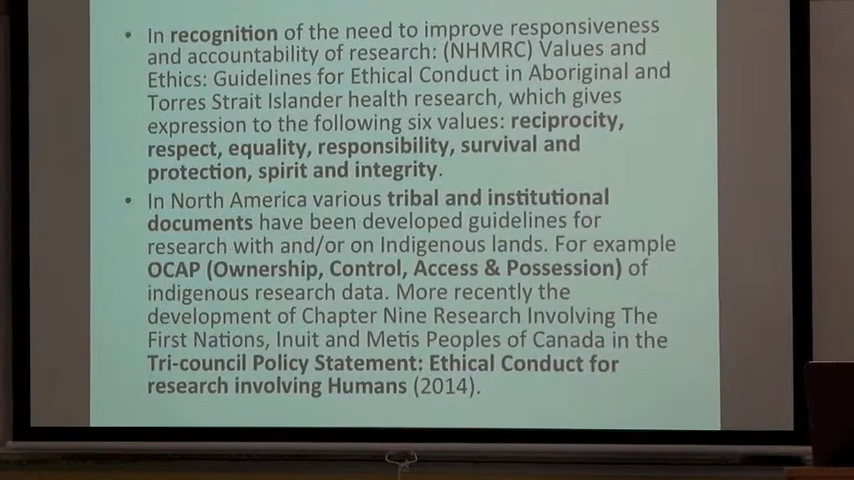 • In recognition of the need to improve responsiveness
and accountability of research: (NHMRC) Values and
Ethics: Guidelines for Ethical Conduct in Aboriginal and
Torres Strait Islander health research, which gives
expression to the following six values: reciprocity,
respect, equality, responsibility, survival and
protection, spirit and integrity.
• In North America various tribal and institutional
documents have been developed guidelines for
research with and/or on Indigenous lands. For example
OCAP (Ownership, Control, Access & Possession) of
indigenous research data. More recently the
development of Chapter Nine Research Involving The
First Nations, Inuit and Metis Peoples of Canada in the
Tri-council Policy Statement: Ethical Conduct for
research involving Humans (2014).